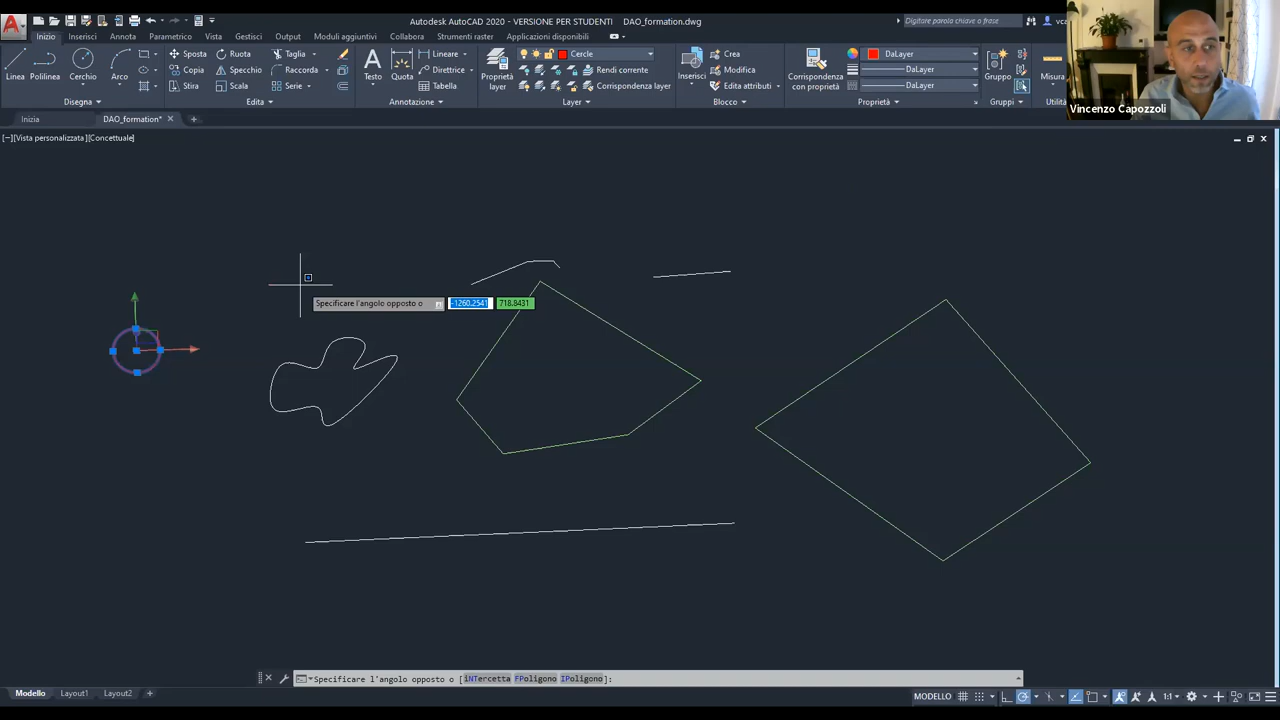 Autodesk AutoCAD 2020 - VERSIONE PER STUDENTI DAO_formation.dwg
Digitare parola chiave o frase
Inizio Inserisci Annota Parametrico Vista Gestisci Output Moduli aggiuntivi Collabora Strumenti raster Applicazioni disponibili
Linea Polilinea Cerchio Arco
Sposta Ruota Taglia
Copia Specchio Raccorda
Stira Scala Serie
Testo Quota
Lineare
Direttrice
Tabella
Proprietà layer
Cercle
Rendi corrente
Corrispondenza layer
Inserisci
Crea
Modifica
Modifica attributi
Corrispondenza con proprietà
DaLayer
DaLayer
DaLayer
Gruppo
Misura
Disegna Edita Annotazione Layer Blocco Proprietà Gruppi
Vincenzo Capozzoli
Inizia DAO_formation*
[−][Vista personalizzata][Concettuale]
Specificare l'angolo opposto o -1260.2541 718.8431
Specificare l'angolo opposto o [iNTercetta FPoligono IPoligono]:
Modello Layout1 Layout2
MODELLO 1:1